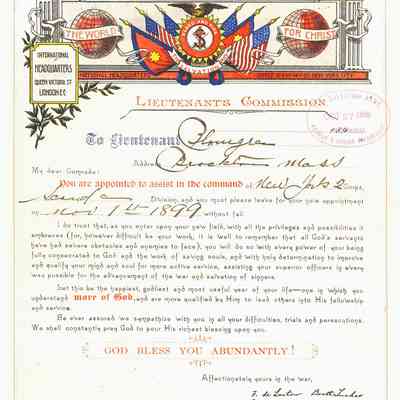 THE WORLD FOR CHRIST
INTERNATIONAL
HEADQUARTERS
QUEEN VICTORIA ST
LONDON E.C.
NATIONAL HEADQUARTERS
LIEUTENANT'S COMMISSION
To Lieutenant
Address Brockton Mass
My dear Comrade:
You are appointed to assist in the command of New York 2 Corps,
Division, and you must please leave for your new appointment
on Nov. 1st 1899 without fail.
I do trust that, as you enter upon your new field, with all the privileges and possibilities it
embraces (for, however difficult be your work, it is well to remember that all God's servants
have had severe obstacles and enemies to face), you will do so with every power of your being
fully consecrated to God and the work of saving souls, and with holy determination to improve
and qualify your mind and soul for more active service, assisting your superior officers in every
way possible for the advancement of the war and salvation of sinners.
Let this be the happiest, godliest and most useful year of your life—one in which you
understand more of God, and are more qualified by Him to lead others into His fellowship
and service.
Be ever assured we sympathize with you in all your difficulties, trials and persecutions.
We shall constantly pray God to pour His richest blessing upon you.
GOD BLESS YOU ABUNDANTLY!
Affectionately yours in the war,